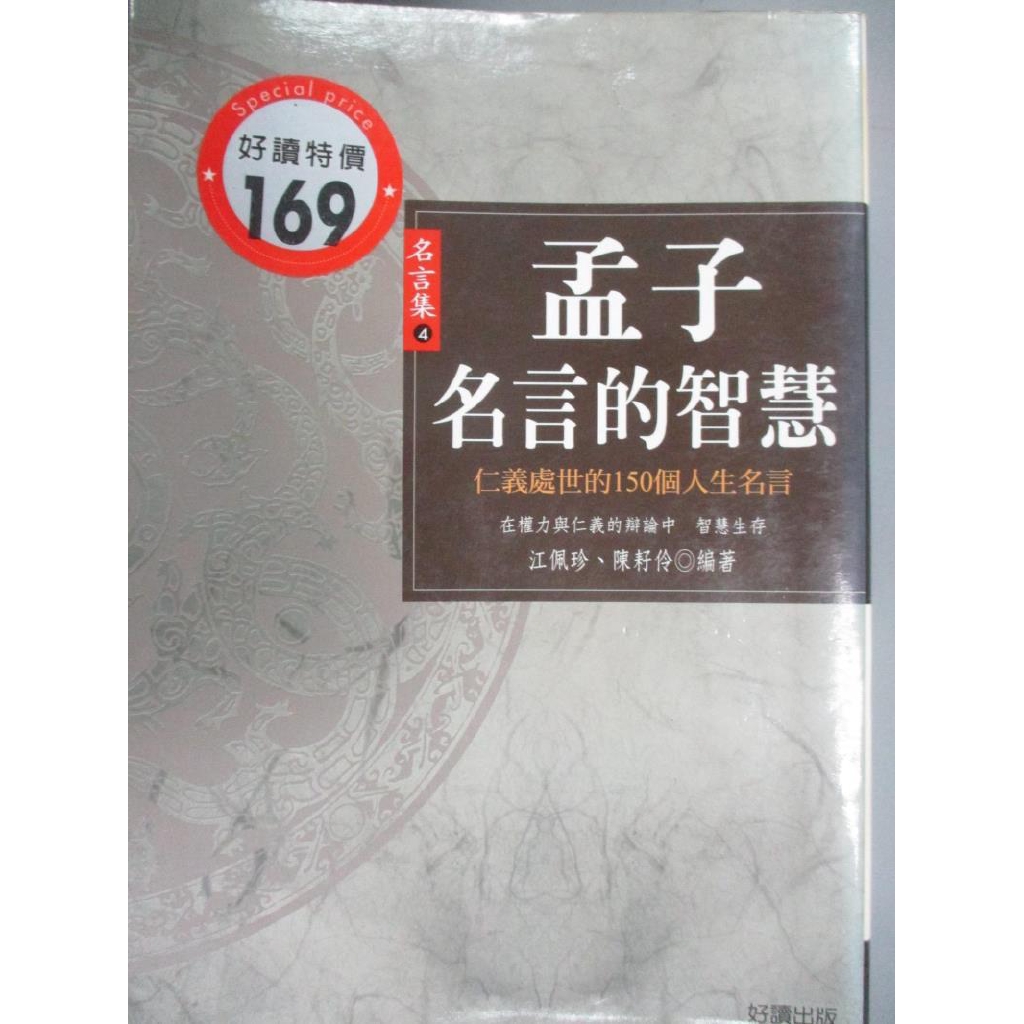 Special price
好讀特價
169
名言集
4
孟子
名言的智慧
仁義處世的150個人生名言
在權力與仁義的辯論中 智慧生存
江佩珍、陳耔伶◎編著
好讀出版